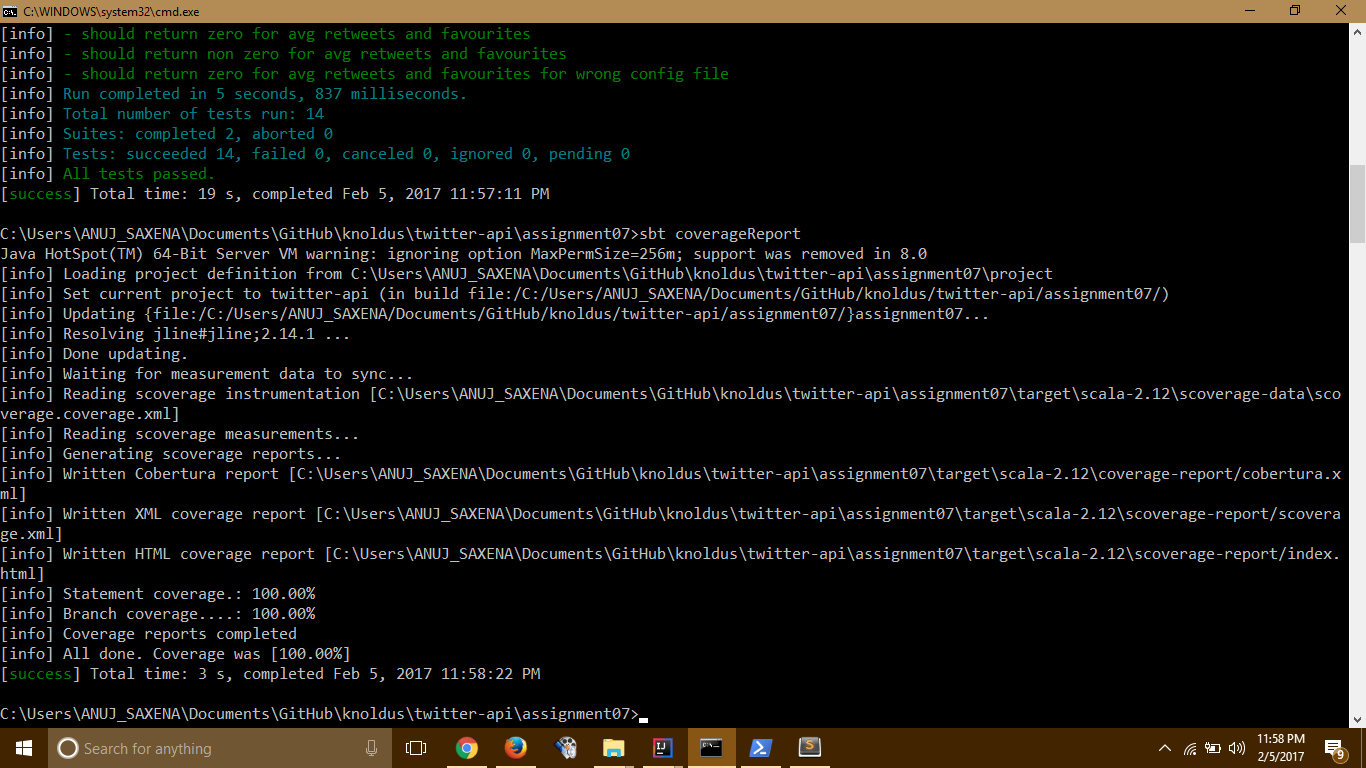 C:\WINDOWS\system32\cmd.exe
[info] - should return zero for avg retweets and favourites
[info] - should return non zero for avg retweets and favourites
[info] - should return zero for avg retweets and favourites for wrong config file
[info] Run completed in 5 seconds, 837 milliseconds.
[info] Total number of tests run: 14
[info] Suites: completed 2, aborted 0
[info] Tests: succeeded 14, failed 0, canceled 0, ignored 0, pending 0
[info] All tests passed.
[success] Total time: 19 s, completed Feb 5, 2017 11:57:11 PM
C:\Users\ANUJ_SAXENA\Documents\GitHub\knoldus\twitter-api\assignment07>sbt coverageReport
Java HotSpot(TM) 64-Bit Server VM warning: ignoring option MaxPermSize=256m; support was removed in 8.0
[info] Loading project definition from C:\Users\ANUJ_SAXENA\Documents\GitHub\knoldus\twitter-api\assignment07\project
[info] Set current project to twitter-api (in build file:/C:/Users/ANUJ_SAXENA/Documents/GitHub/knoldus/twitter-api/assignment07/)
[info] Updating {file:/C:/Users/ANUJ_SAXENA/Documents/GitHub/knoldus/twitter-api/assignment07/}assignment07...
[info] Resolving jline#jline;2.14.1 ...
[info] Done updating.
[info] Waiting for measurement data to sync...
[info] Reading scoverage instrumentation [C:\Users\ANUJ_SAXENA\Documents\GitHub\knoldus\twitter-api\assignment07\target\scala-2.12\scoverage-data\sco
verage.coverage.xml]
[info] Reading scoverage measurements...
[info] Generating scoverage reports...
[info] Written Cobertura report [C:\Users\ANUJ_SAXENA\Documents\GitHub\knoldus\twitter-api\assignment07\target\scala-2.12\coverage-report/cobertura.x
ml]
[info] Written XML coverage report [C:\Users\ANUJ_SAXENA\Documents\GitHub\knoldus\twitter-api\assignment07\target\scala-2.12\scoverage-report/scovera
ge.xml]
[info] Written HTML coverage report [C:\Users\ANUJ_SAXENA\Documents\GitHub\knoldus\twitter-api\assignment07\target\scala-2.12\scoverage-report/index.
html]
[info] Statement coverage.: 100.00%
[info] Branch coverage....: 100.00%
[info] Coverage reports completed
[info] All done. Coverage was [100.00%]
[success] Total time: 3 s, completed Feb 5, 2017 11:58:22 PM
C:\Users\ANUJ_SAXENA\Documents\GitHub\knoldus\twitter-api\assignment07>
Search for anything
IJ
S
11:58 PM
2/5/2017
9